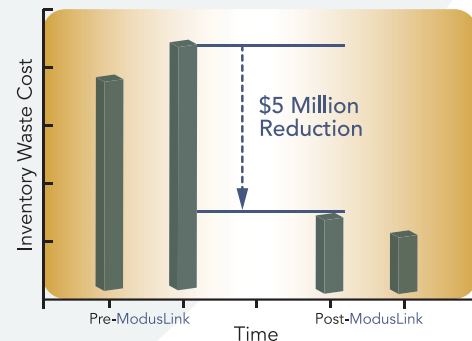 Inventory Waste Cost
$5 Million
Reduction
Pre-ModusLink
Post-ModusLink
Time